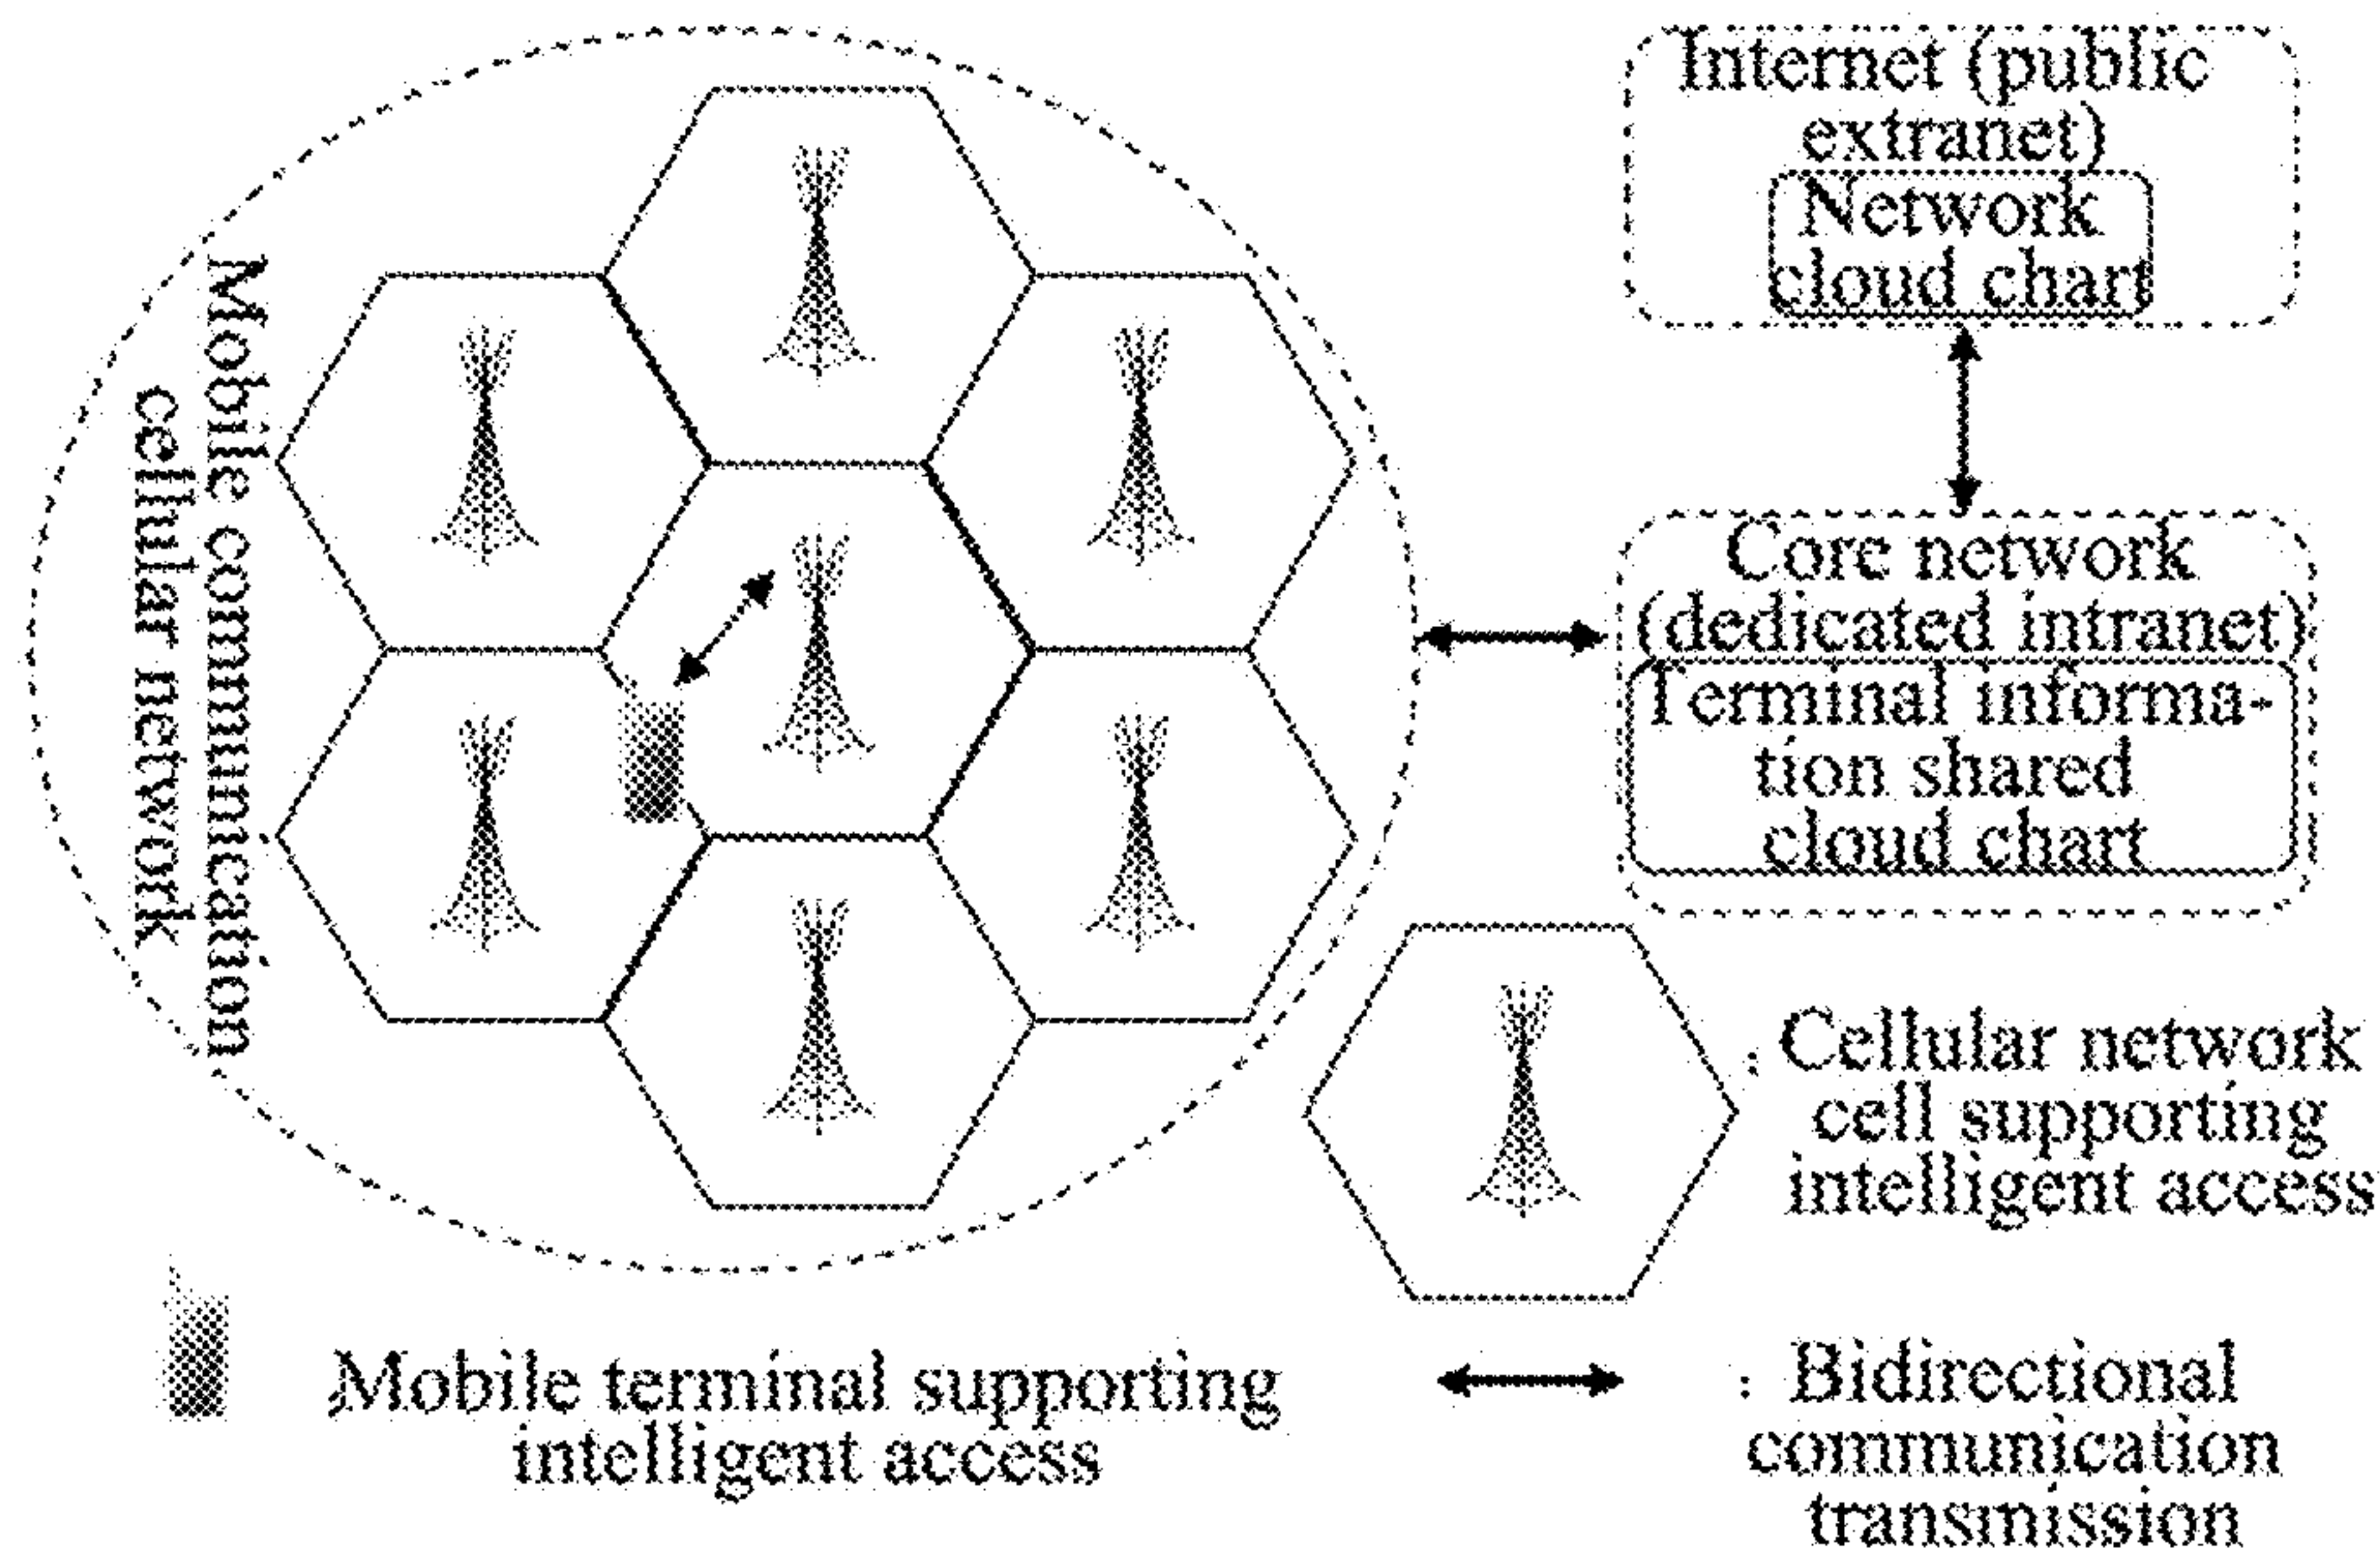 Internet (public
extranet)
Network
cloud chart
Mobile communication
cellular network
Core network
(dedicated intranet)
Terminal informa-
tion shared
cloud chart
: Cellular network
cell supporting
intelligent access
: Mobile terminal supporting
intelligent access
: Bidirectional
communication
transmission